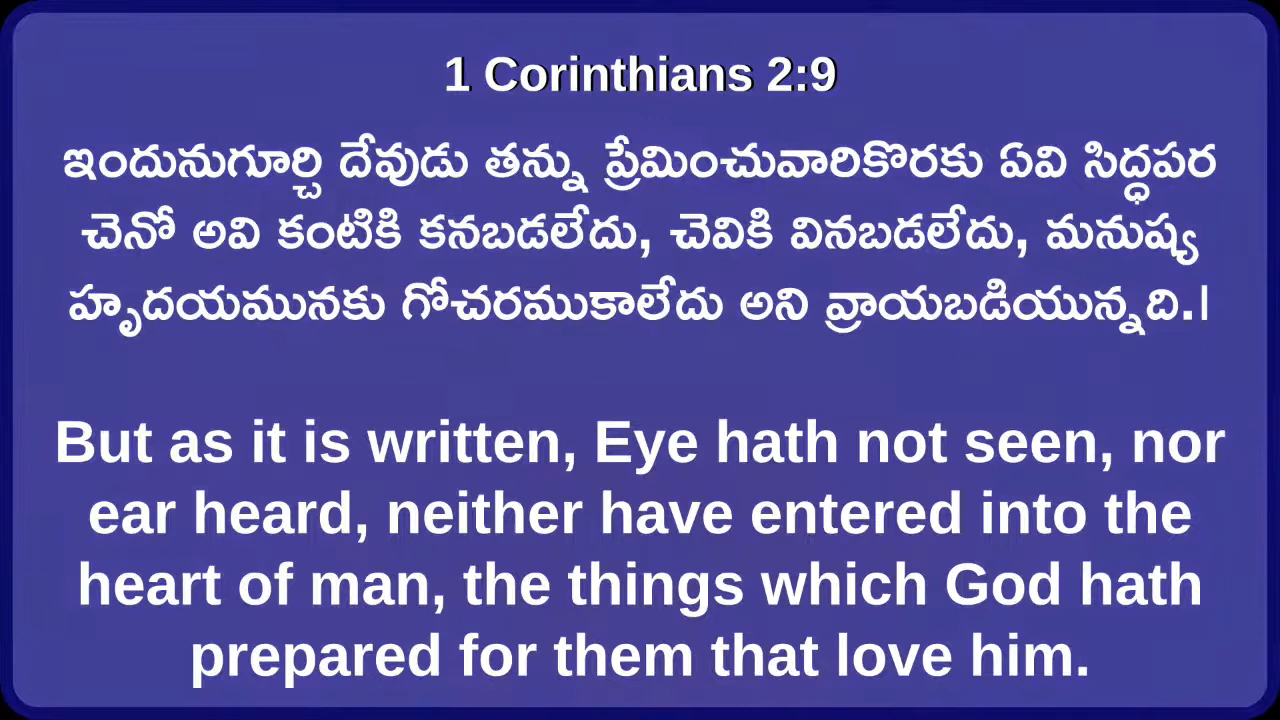 1 Corinthians 2:9
ఇందునుగూర్చి దేవుడు తన్ను ప్రేమించువారికొరకు ఏవి సిద్ధపర
చెనో అవి కంటికి కనబడలేదు, చెవికి వినబడలేదు, మనుష్య
హృదయమునకు గోచరముకాలేదు అని వ్రాయబడియున్నది.|
But as it is written, Eye hath not seen, nor
ear heard, neither have entered into the
heart of man, the things which God hath
prepared for them that love him.